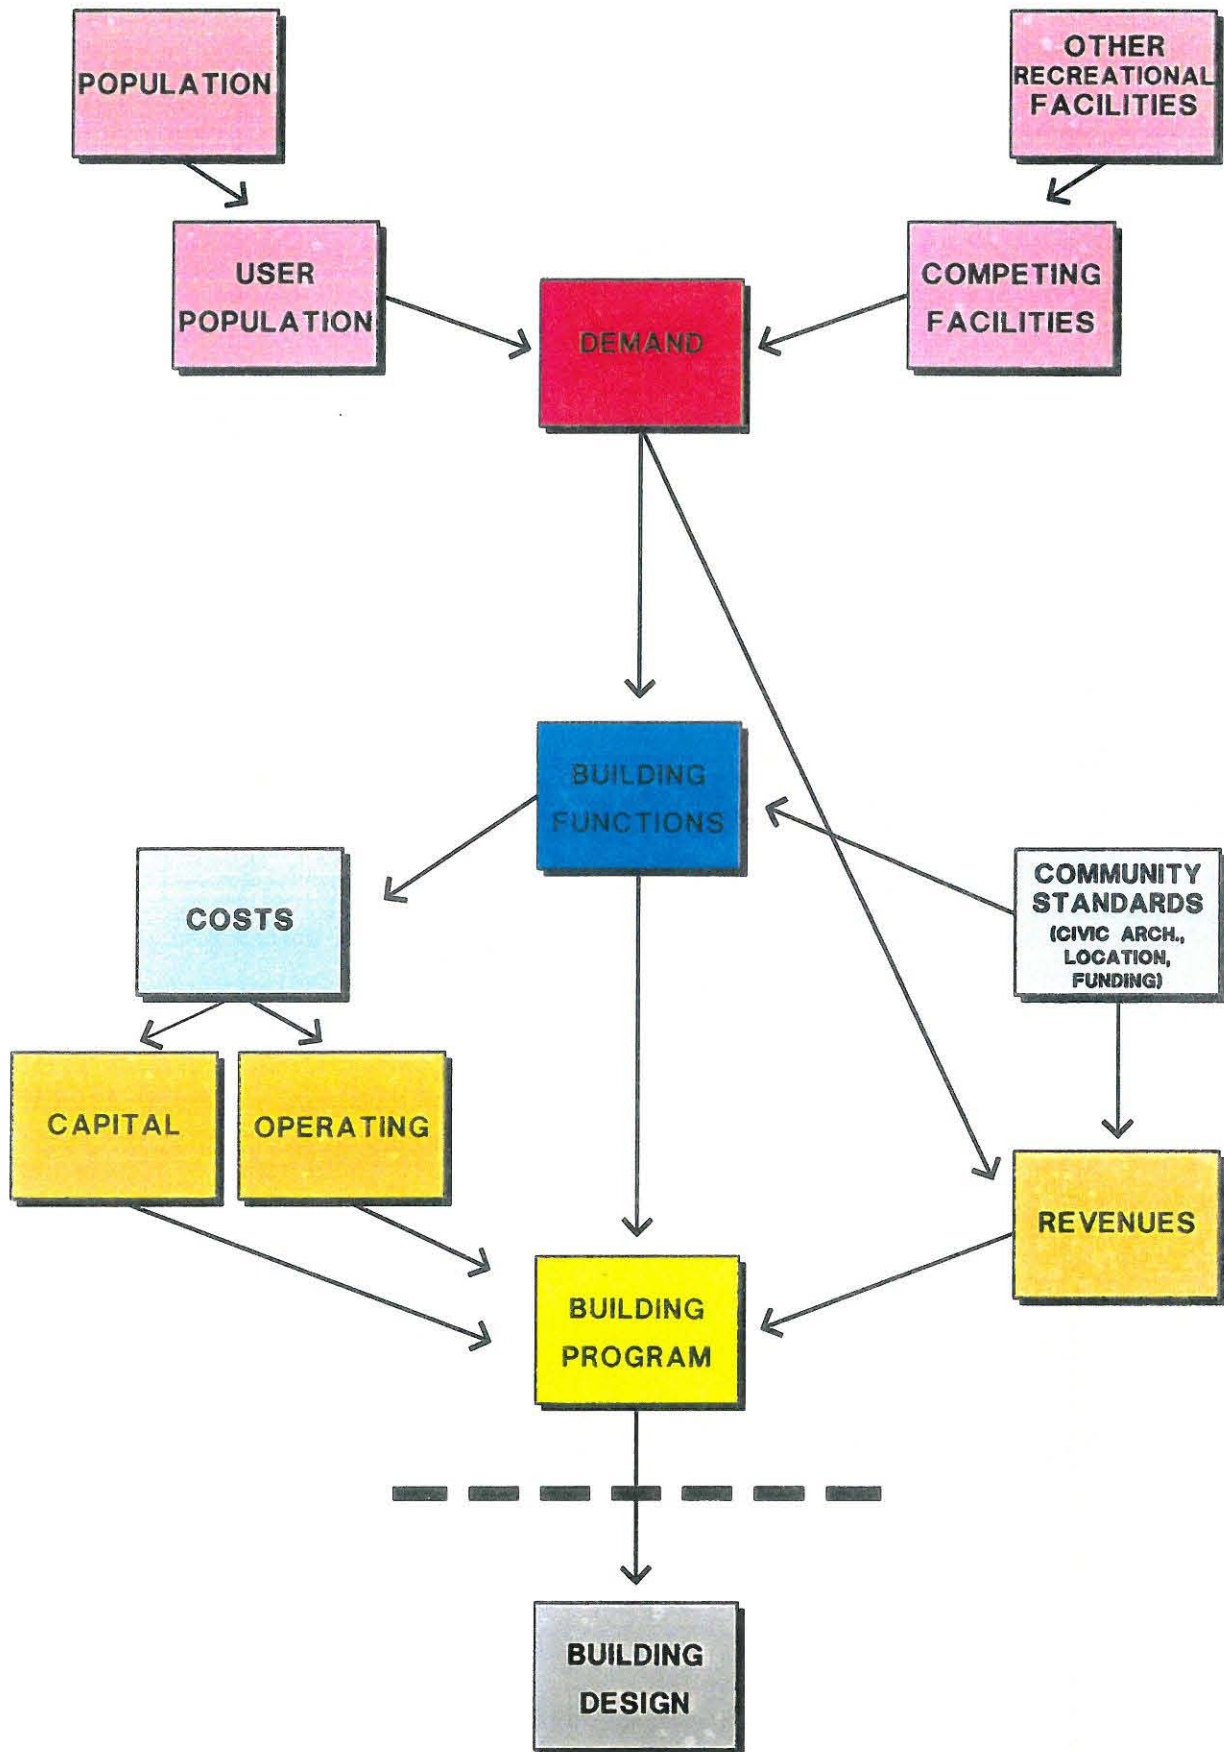 POPULATION
OTHER
RECREATIONAL
FACILITIES
USER
POPULATION
COMPETING
FACILITIES
DEMAND
BUILDING
FUNCTIONS
COSTS
COMMUNITY
STANDARDS
(CIVIC ARCH.,
LOCATION,
FUNDING)
CAPITAL
OPERATING
REVENUES
BUILDING
PROGRAM
BUILDING
DESIGN